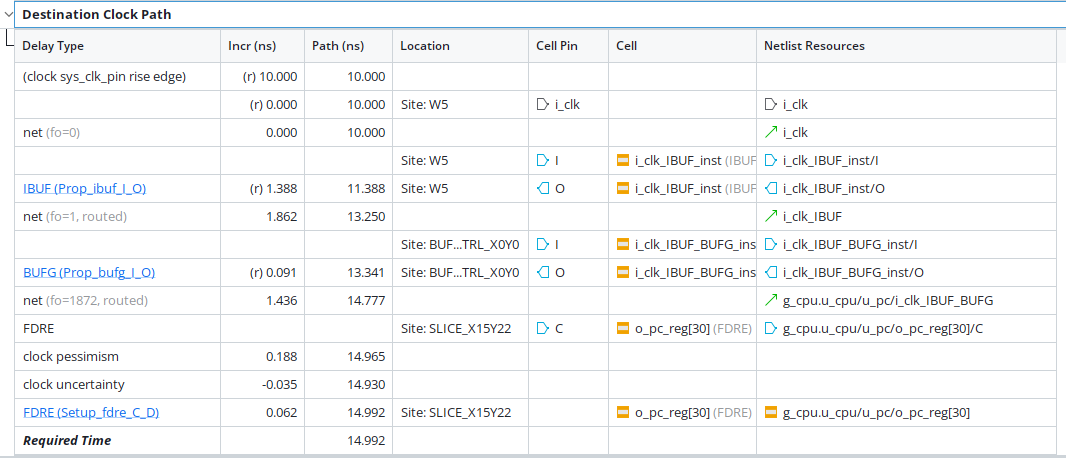 Destination Clock Path
Delay Type Incr (ns) Path (ns) Location Cell Pin Cell Netlist Resources
(clock sys_clk_pin rise edge) (r) 10.000 10.000
(r) 0.000 10.000 Site: W5 i_clk i_clk
net (fo=0) 0.000 10.000 i_clk
Site: W5 I i_clk_IBUF_inst (IBUF i_clk_IBUF_inst/I
IBUF (Prop_ibuf_I_O) (r) 1.388 11.388 Site: W5 O i_clk_IBUF_inst (IBUF i_clk_IBUF_inst/O
net (fo=1, routed) 1.862 13.250 i_clk_IBUF
Site: BUF...TRL_X0Y0 I i_clk_IBUF_BUFG_ins i_clk_IBUF_BUFG_inst/I
BUFG (Prop_bufg_I_O) (r) 0.091 13.341 Site: BUF...TRL_X0Y0 O i_clk_IBUF_BUFG_ins i_clk_IBUF_BUFG_inst/O
net (fo=1872, routed) 1.436 14.777 g_cpu.u_cpu/u_pc/i_clk_IBUF_BUFG
FDRE Site: SLICE_X15Y22 C o_pc_reg[30] (FDRE) g_cpu.u_cpu/u_pc/o_pc_reg[30]/C
clock pessimism 0.188 14.965
clock uncertainty -0.035 14.930
FDRE (Setup_fdre_C_D) 0.062 14.992 Site: SLICE_X15Y22 o_pc_reg[30] (FDRE) g_cpu.u_cpu/u_pc/o_pc_reg[30]
Required Time 14.992